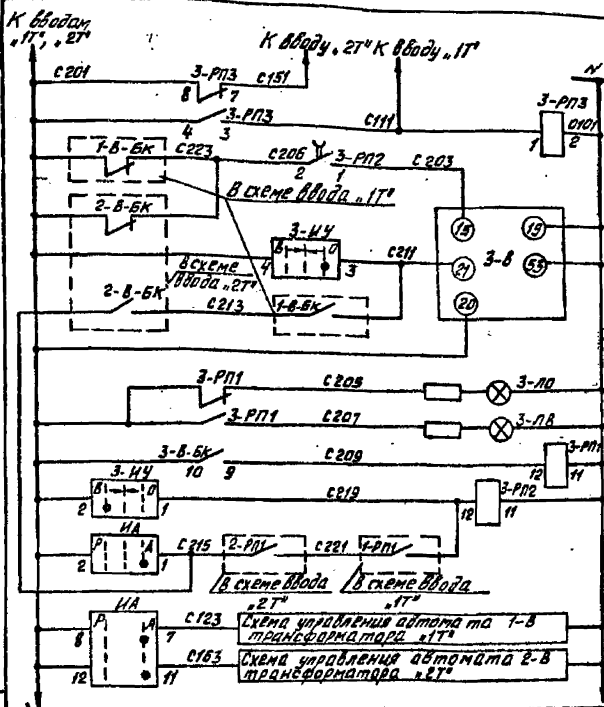 К вводам
„1Т", „2Т"
К вводу „2Т" К вводу „1Т"
N
С201
3-РП3
С151
8 7
3-РП3
4 3
С111
3-РП3
1
0101
2
1-В-БК
С223
С206
2
3-РП2
1
С203
В схеме ввода „1Т"
2-В-БК
3-ИУ
В О
4 3
С211
15
19
21
3-В
53
20
В схеме
ввода „2Т"
2-В-БК
С213
1-В-БК
3-РП1
С205
3-ЛО
3-РП1
С207
3-ЛВ
3-В-БК
10 9
С209
3-РП1
12 11
3-ИУ
В О
2 1
С219
3-РП2
12 11
ИА
Р А
2 1
С215
2-РП1
С221
1-РП1
В схеме ввода
„2Т"
В схеме ввода
„1Т"
ИА
Р А
8 7
С123
Схема управления автомата 1-В
трансформатора „1Т"
12 11
С163
Схема управления автомата 2-В
трансформатора „2Т"